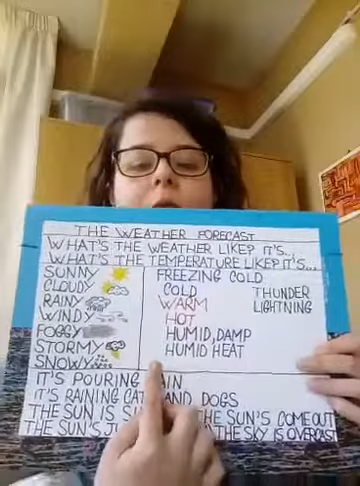 THE WEATHER FORECAST
WHAT'S THE WEATHER LIKE? IT'S...
WHAT'S THE TEMPERATURE LIKE? IT'S...
SUNNY
CLOUDY
RAINY
WINDY
FOGGY
STORMY
SNOWY
FREEZING COLD
COLD
WARM
HOT
HUMID, DAMP
HUMID HEAT
THUNDER
LIGHTNING
IT'S POURING RAIN
IT'S RAINING CATS AND DOGS
THE SUN IS THE SUN'S COME OUT
THE SUN'S THE SKY IS OVERCAST